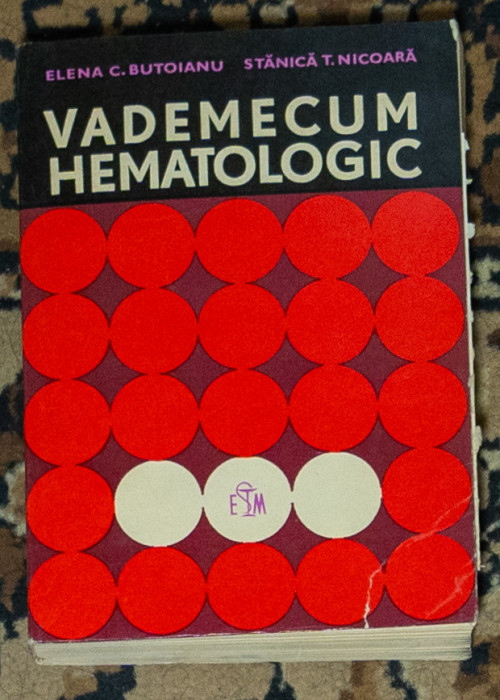 ELENA C. BUTOIANU STĂNICĂ T. NICOARĂ
VADEMECUM
HEMATOLOGIC
ESM